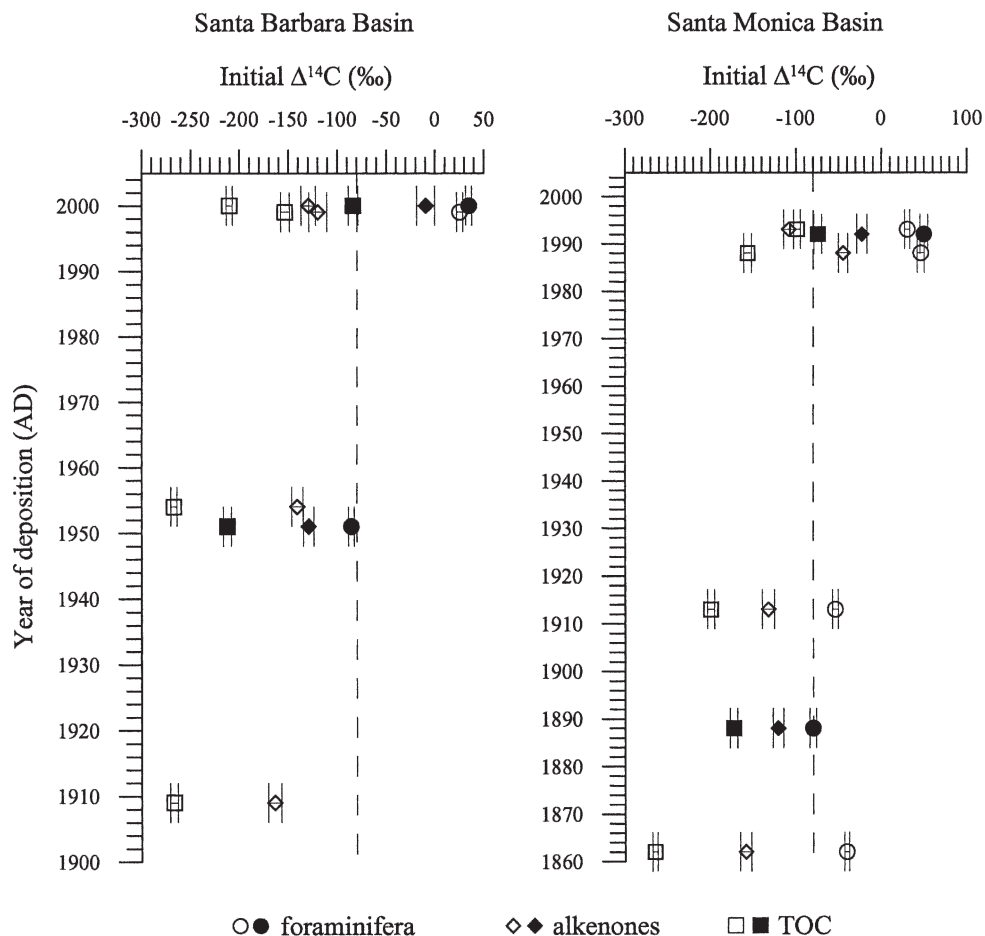 Santa Barbara Basin
Initial Δ¹⁴C (‰)
-300 -250 -200 -150 -100 -50 0 50
Year of deposition (AD)
2000
1990
1980
1970
1960
1950
1940
1930
1920
1910
1900
Santa Monica Basin
Initial Δ¹⁴C (‰)
-300 -200 -100 0 100
2000
1990
1980
1970
1960
1950
1940
1930
1920
1910
1900
1890
1880
1870
1860
foraminifera
alkenones
TOC